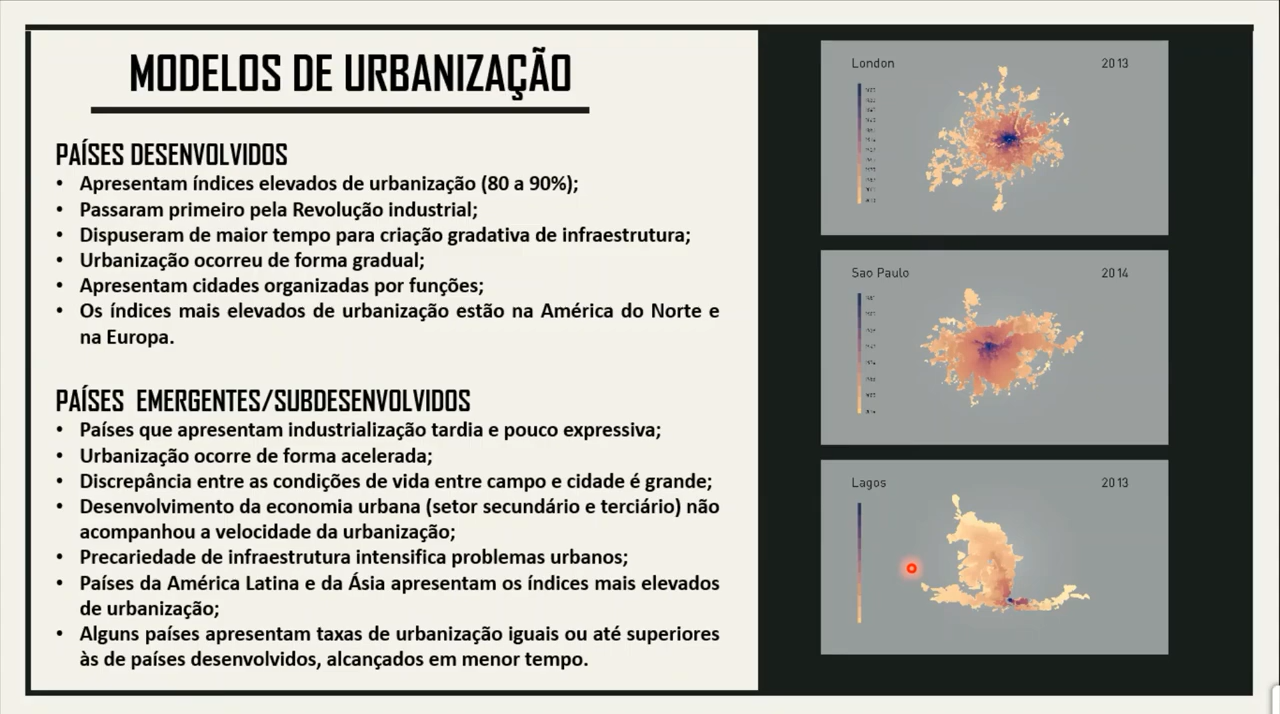 MODELOS DE URBANIZAÇÃO
PAÍSES DESENVOLVIDOS
• Apresentam índices elevados de urbanização (80 a 90%);
• Passaram primeiro pela Revolução industrial;
• Dispuseram de maior tempo para criação gradativa de infraestrutura;
• Urbanização ocorreu de forma gradual;
• Apresentam cidades organizadas por funções;
• Os índices mais elevados de urbanização estão na América do Norte e
na Europa.
PAÍSES EMERGENTES/SUBDESENVOLVIDOS
• Países que apresentam industrialização tardia e pouco expressiva;
• Urbanização ocorre de forma acelerada;
• Discrepância entre as condições de vida entre campo e cidade é grande;
• Desenvolvimento da economia urbana (setor secundário e terciário) não
acompanhou a velocidade da urbanização;
• Precariedade de infraestrutura intensifica problemas urbanos;
• Países da América Latina e da Ásia apresentam os índices mais elevados
de urbanização;
• Alguns países apresentam taxas de urbanização iguais ou até superiores
às de países desenvolvidos, alcançados em menor tempo.
London 2013
Sao Paulo 2014
Lagos 2013